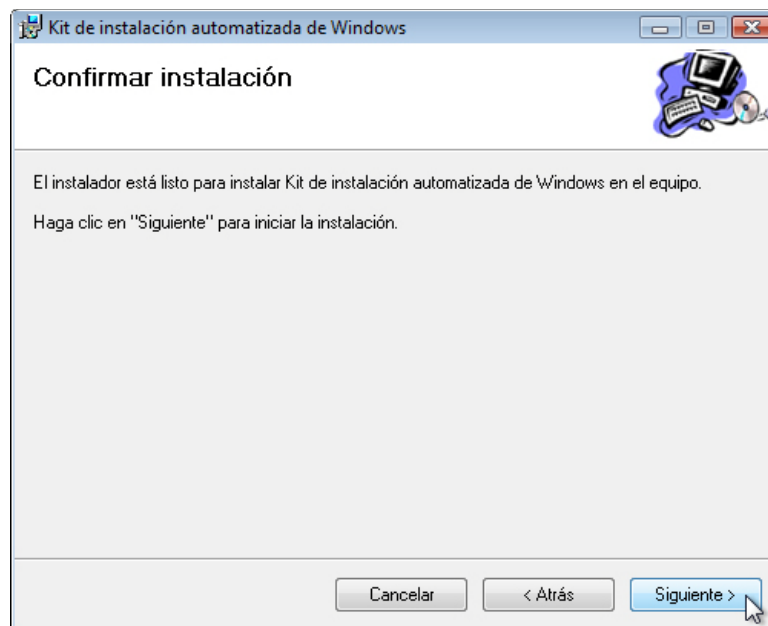 Kit de instalación automatizada de Windows
Confirmar instalación
El instalador está listo para instalar Kit de instalación automatizada de Windows en el equipo.
Haga clic en "Siguiente" para iniciar la instalación.
Cancelar
< Atrás
Siguiente >